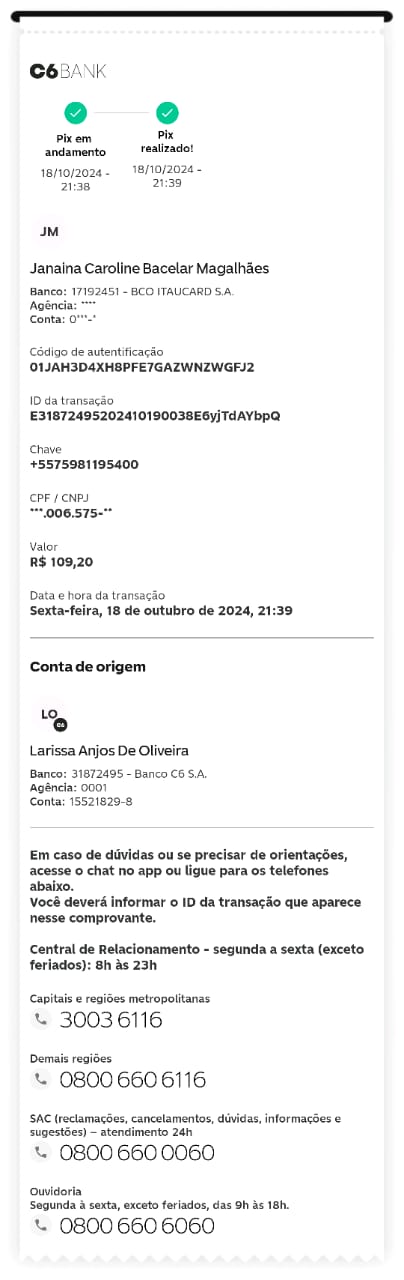 C6BANK
Pix em
andamento
18/10/2024 -
21:38
Pix
realizado!
18/10/2024 -
21:39
JM
Janaina Caroline Bacelar Magalhães
Banco: 17192451 - BCO ITAUCARD S.A.
Agência: ****
Conta: 0***-*
Código de autentificação
01JAH3D4XH8PFE7GAZWNZWGFJ2
ID da transação
E31872495202410190038E6yjTdAYbpQ
Chave
+5575981195400
CPF / CNPJ
***.006.575-**
Valor
R$ 109,20
Data e hora da transação
Sexta-feira, 18 de outubro de 2024, 21:39
Conta de origem
LO
C6
Larissa Anjos De Oliveira
Banco: 31872495 - Banco C6 S.A.
Agência: 0001
Conta: 15521829-8
Em caso de dúvidas ou se precisar de orientações,
acesse o chat no app ou ligue para os telefones
abaixo.
Você deverá informar o ID da transação que aparece
nesse comprovante.
Central de Relacionamento - segunda a sexta (exceto
feriados): 8h às 23h
Capitais e regiões metropolitanas
3003 6116
Demais regiões
0800 660 6116
SAC (reclamações, cancelamentos, dúvidas, informações e
sugestões) – atendimento 24h
0800 660 0060
Ouvidoria
Segunda à sexta, exceto feriados, das 9h às 18h.
0800 660 6060